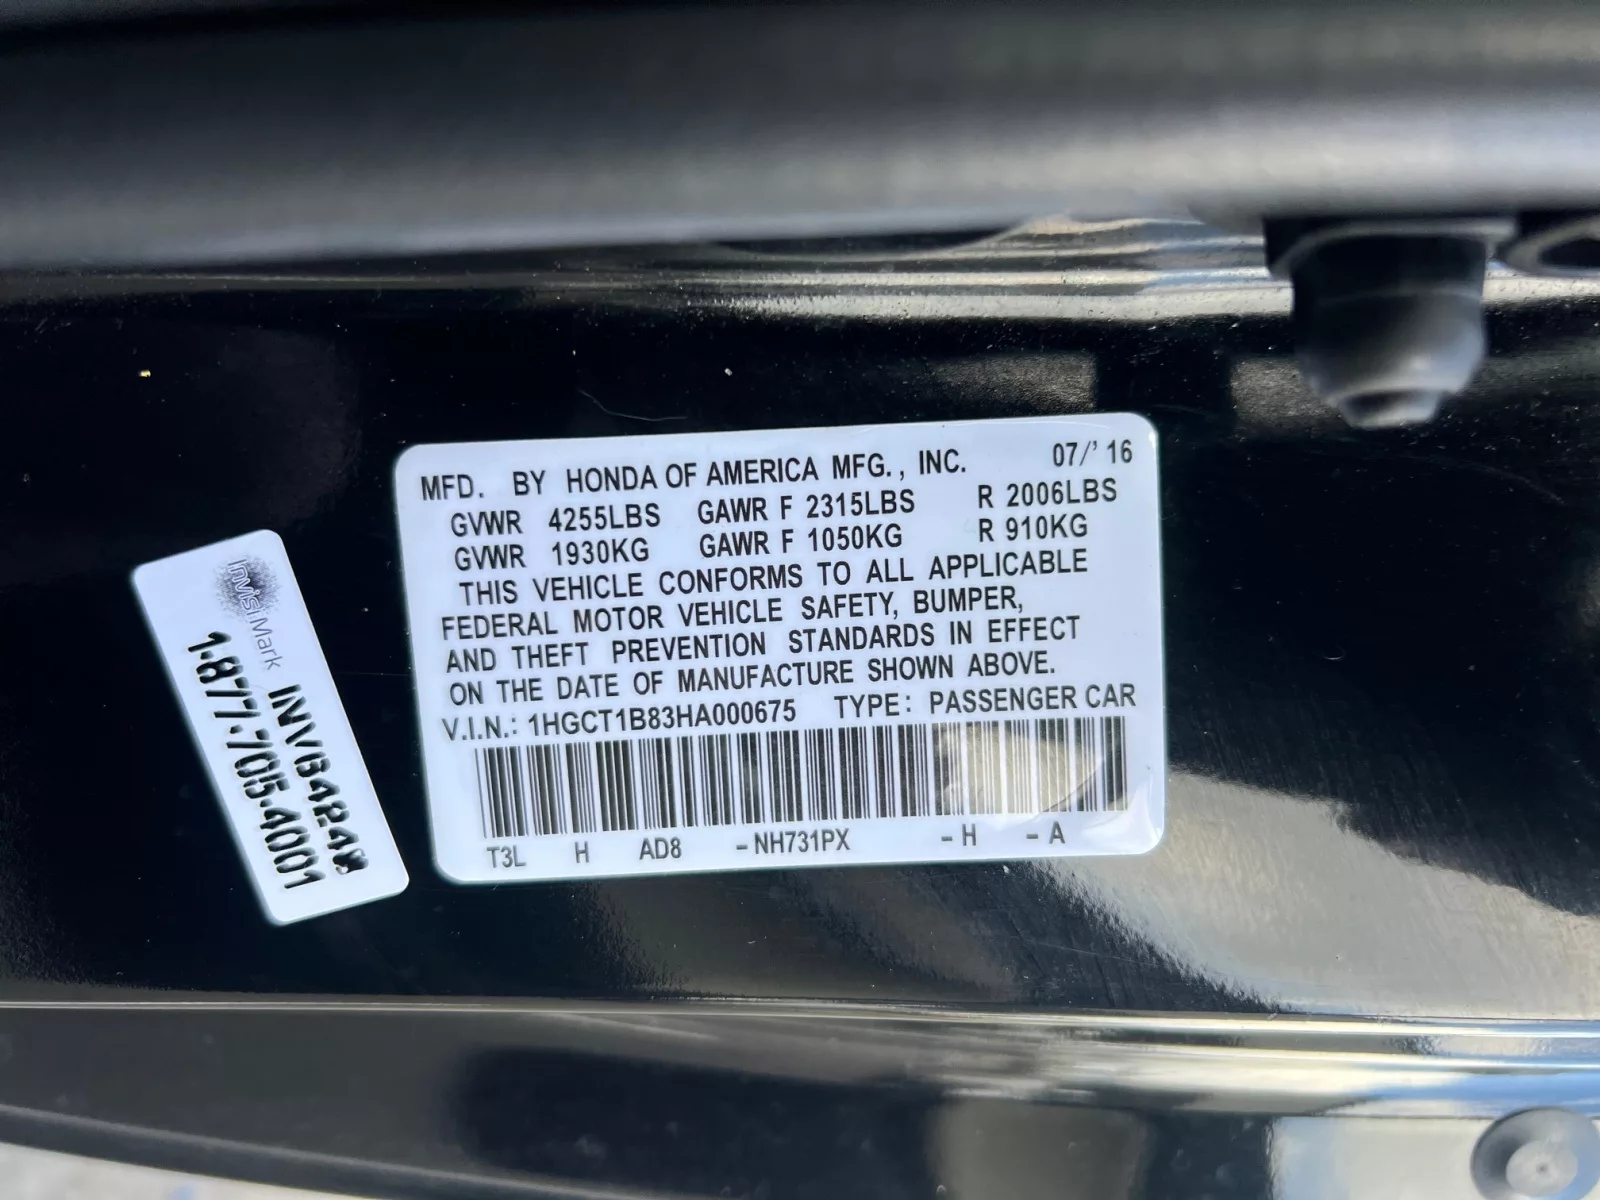 MFD. BY HONDA OF AMERICA MFG., INC. 07/'16
GVWR 4255LBS GAWR F 2315LBS R 2006LBS
GVWR 1930KG GAWR F 1050KG R 910KG
THIS VEHICLE CONFORMS TO ALL APPLICABLE
FEDERAL MOTOR VEHICLE SAFETY, BUMPER,
AND THEFT PREVENTION STANDARDS IN EFFECT
ON THE DATE OF MANUFACTURE SHOWN ABOVE.
V.I.N.: 1HGCT1B83HA000675 TYPE: PASSENGER CAR
T3L H AD8 -NH731PX -H -A
InvisiMark
1-877-705-4001